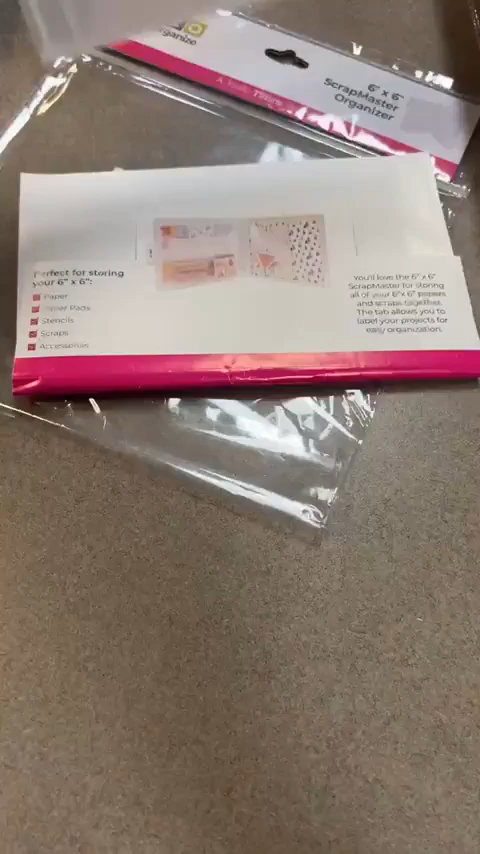 6" x 6"
ScrapMaster
Organizer
Perfect for storing
your 6" x 6":
Paper
Paper Pads
Stencils
Scraps
Accessories
You'll love the 6" x 6"
ScrapMaster for storing
all of your 6" x 6" papers
and scraps together.
The tab allows you to
label your projects for
easy organization.